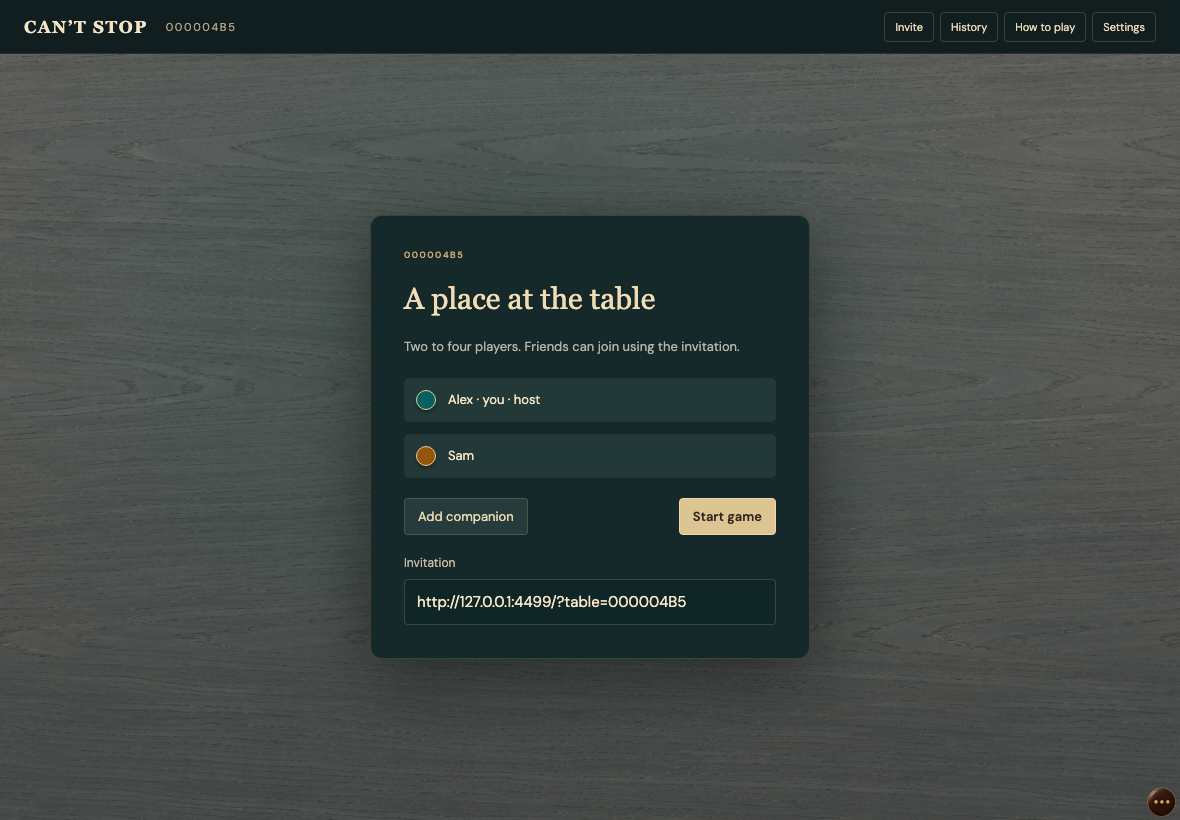 CAN'T STOP 000004B5
Invite
History
How to play
Settings
000004B5
A place at the table
Two to four players. Friends can join using the invitation.
Alex · you · host
Sam
Add companion
Start game
Invitation
http://127.0.0.1:4499/?table=000004B5